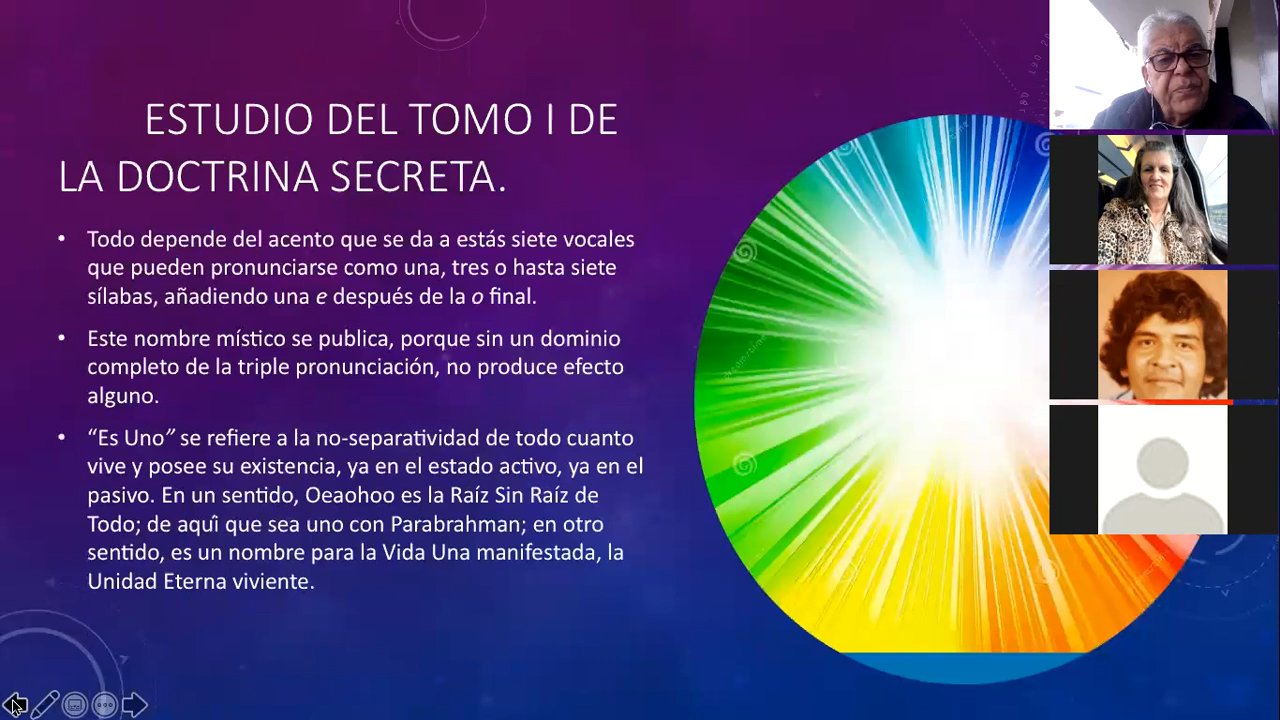 ESTUDIO DEL TOMO I DE
LA DOCTRINA SECRETA.
• Todo depende del acento que se da a estás siete vocales
que pueden pronunciarse como una, tres o hasta siete
sílabas, añadiendo una e después de la o final.
• Este nombre místico se publica, porque sin un dominio
completo de la triple pronunciación, no produce efecto
alguno.
• “Es Uno” se refiere a la no-separatividad de todo cuanto
vive y posee su existencia, ya en el estado activo, ya en el
pasivo. En un sentido, Oeaohoo es la Raíz Sin Raíz de
Todo; de aquí que sea uno con Parabrahman; en otro
sentido, es un nombre para la Vida Una manifestada, la
Unidad Eterna viviente.